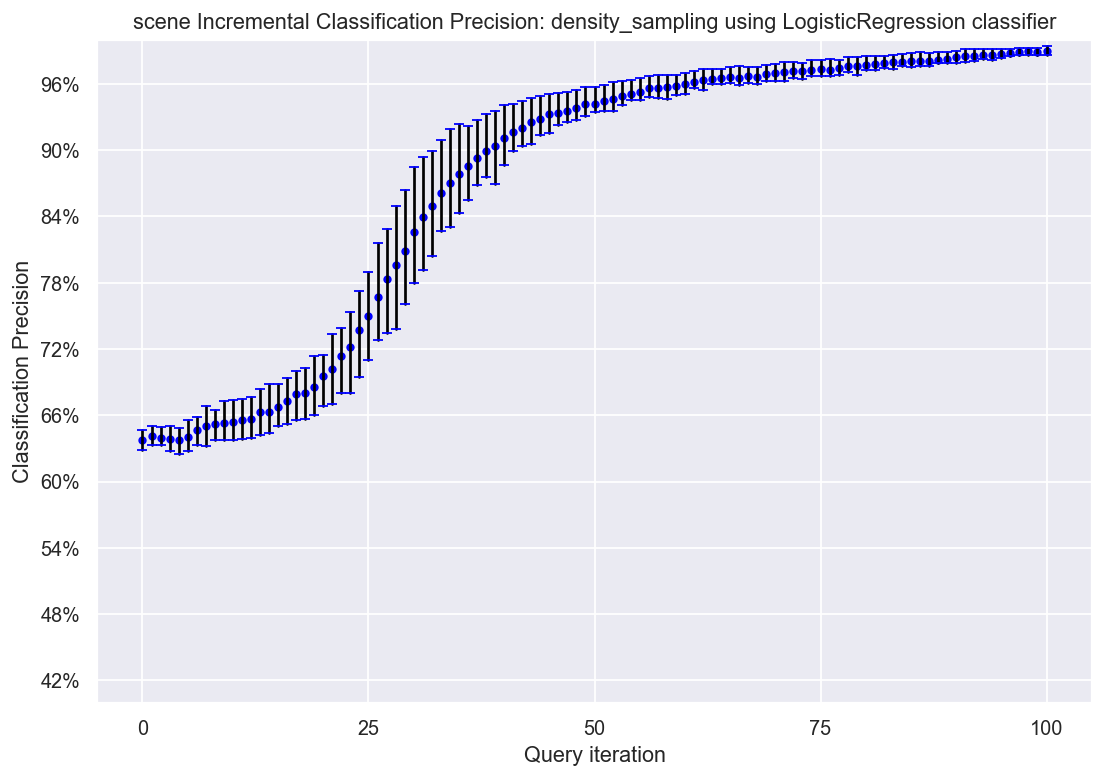 scene Incremental Classification Precision: density_sampling using LogisticRegression classifier
96%
90%
84%
78%
72%
66%
60%
54%
48%
42%
Classification Precision
0 25 50 75 100
Query iteration